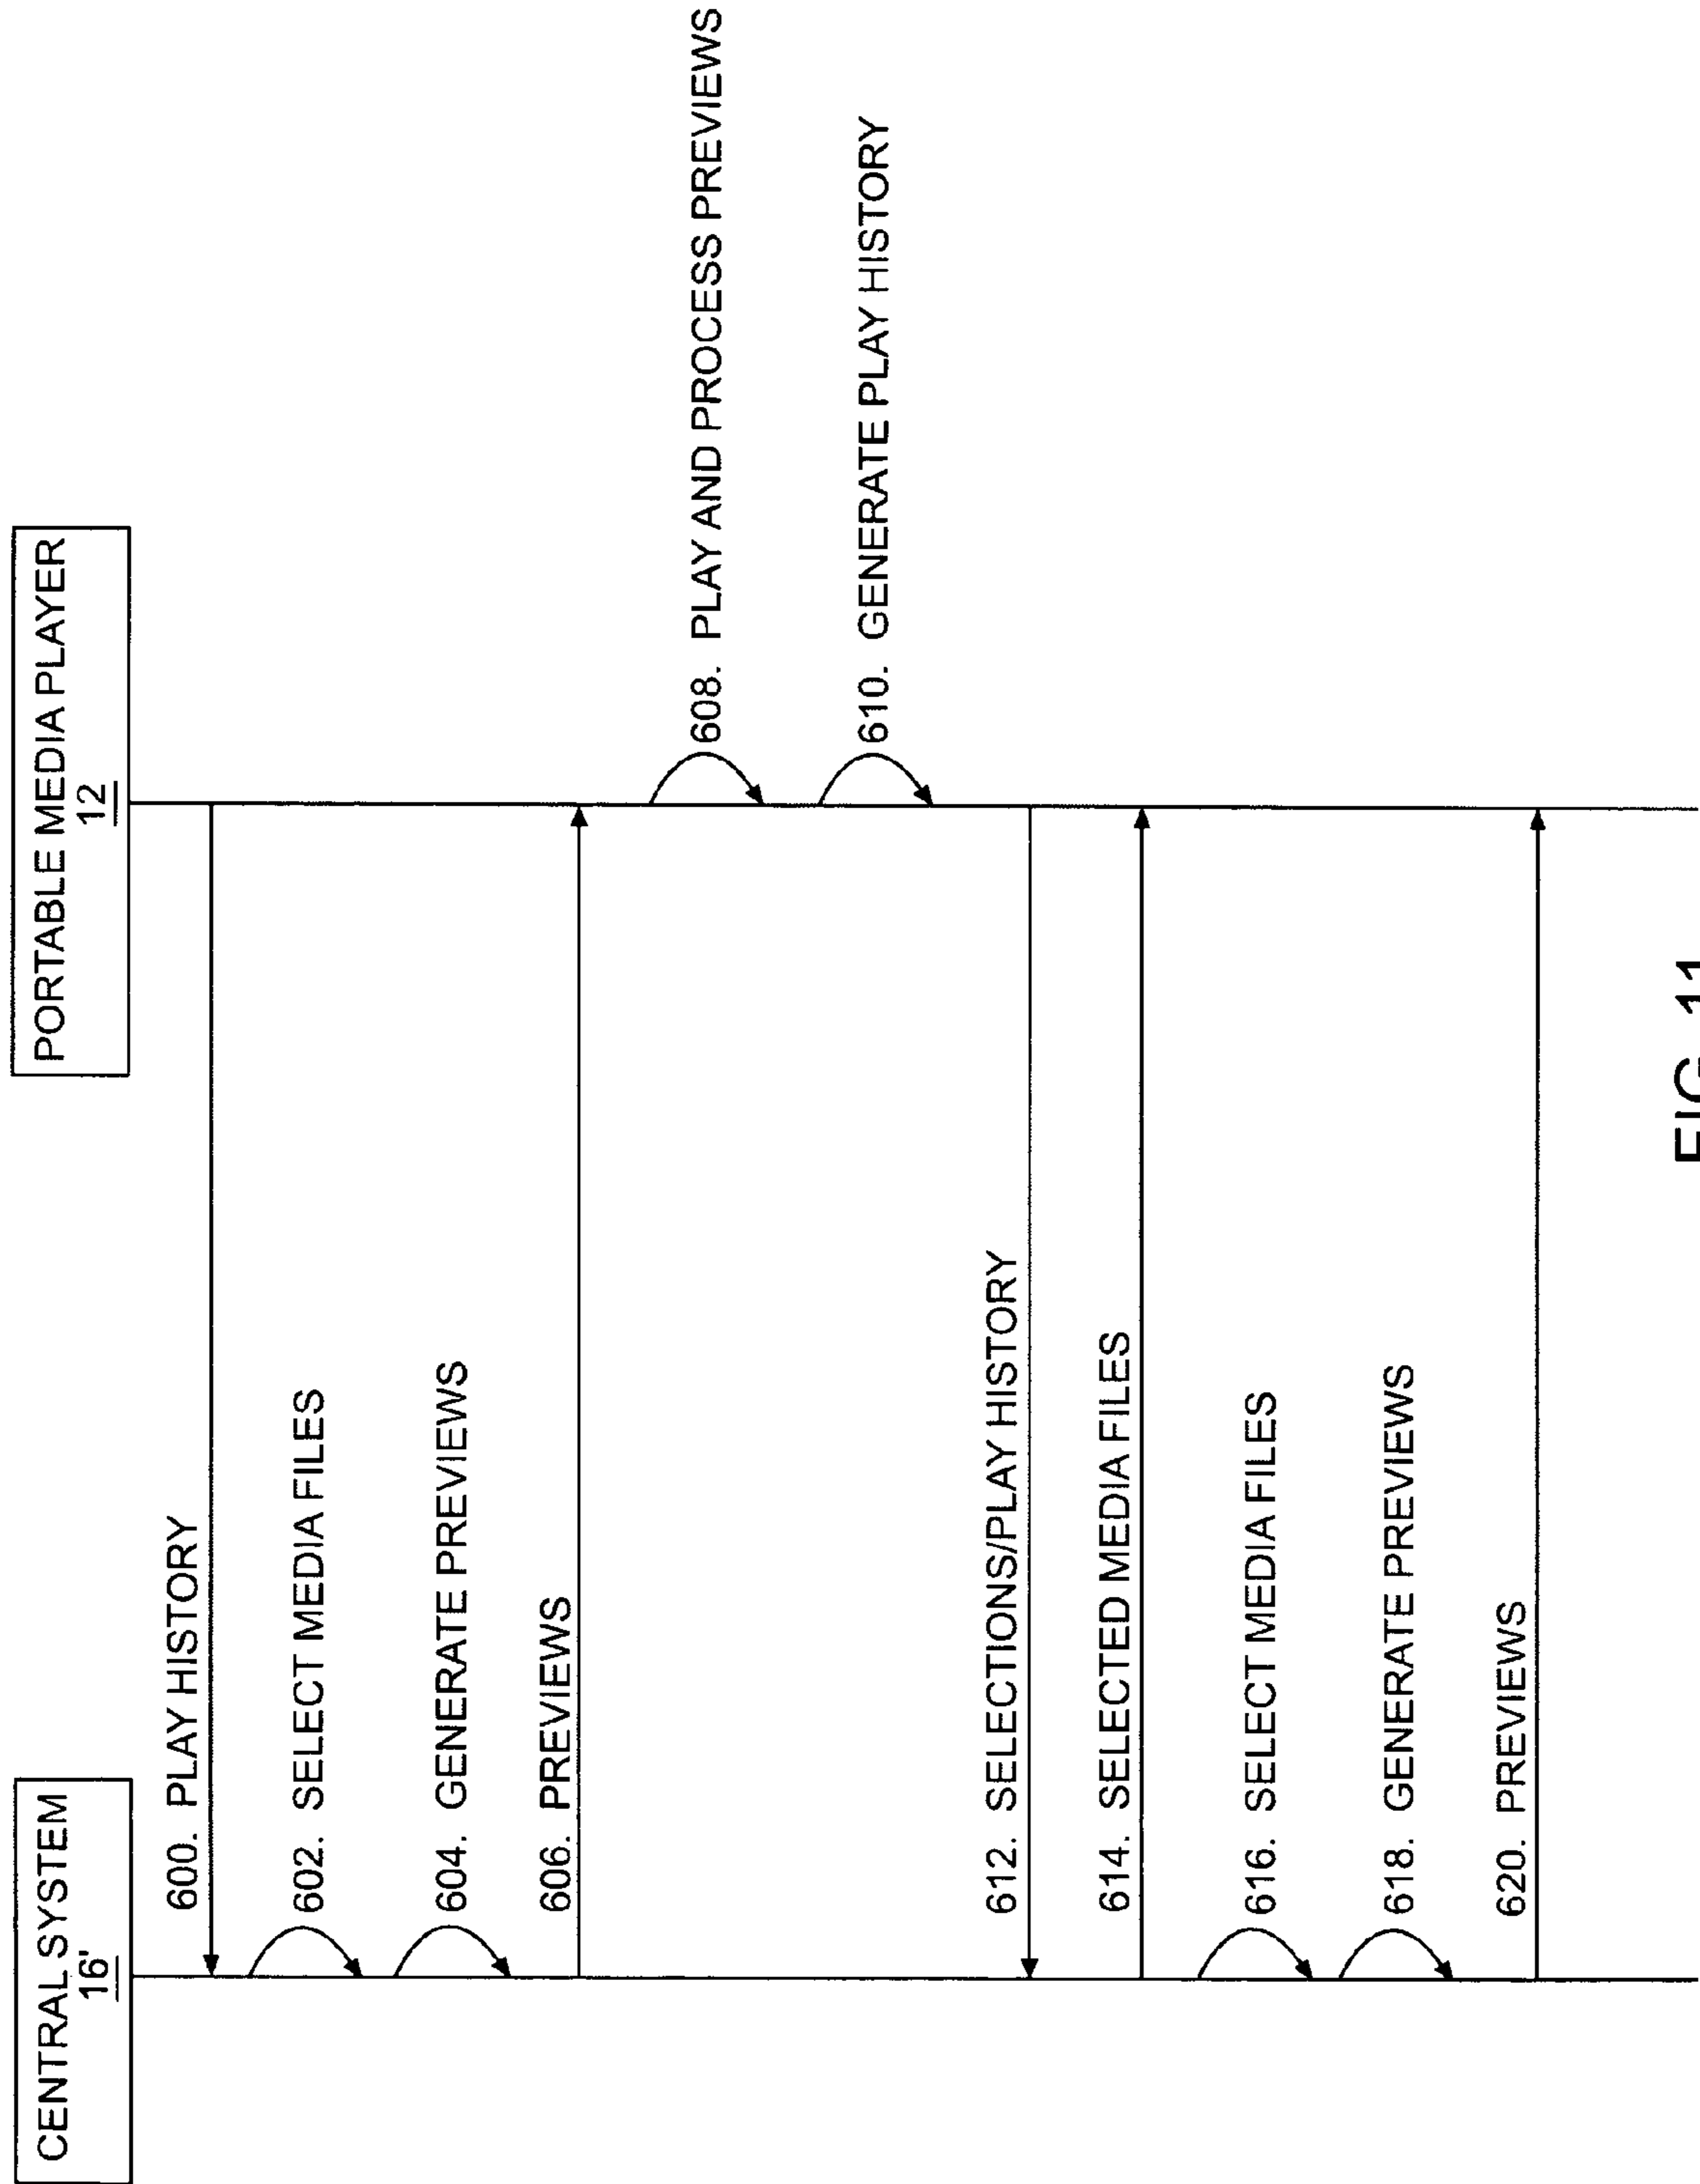 CENTRAL SYSTEM
16'
PORTABLE MEDIA PLAYER
12
600. PLAY HISTORY
602. SELECT MEDIA FILES
604. GENERATE PREVIEWS
606. PREVIEWS
608. PLAY AND PROCESS PREVIEWS
610. GENERATE PLAY HISTORY
612. SELECTIONS/PLAY HISTORY
614. SELECTED MEDIA FILES
616. SELECT MEDIA FILES
618. GENERATE PREVIEWS
620. PREVIEWS
FIG. 11